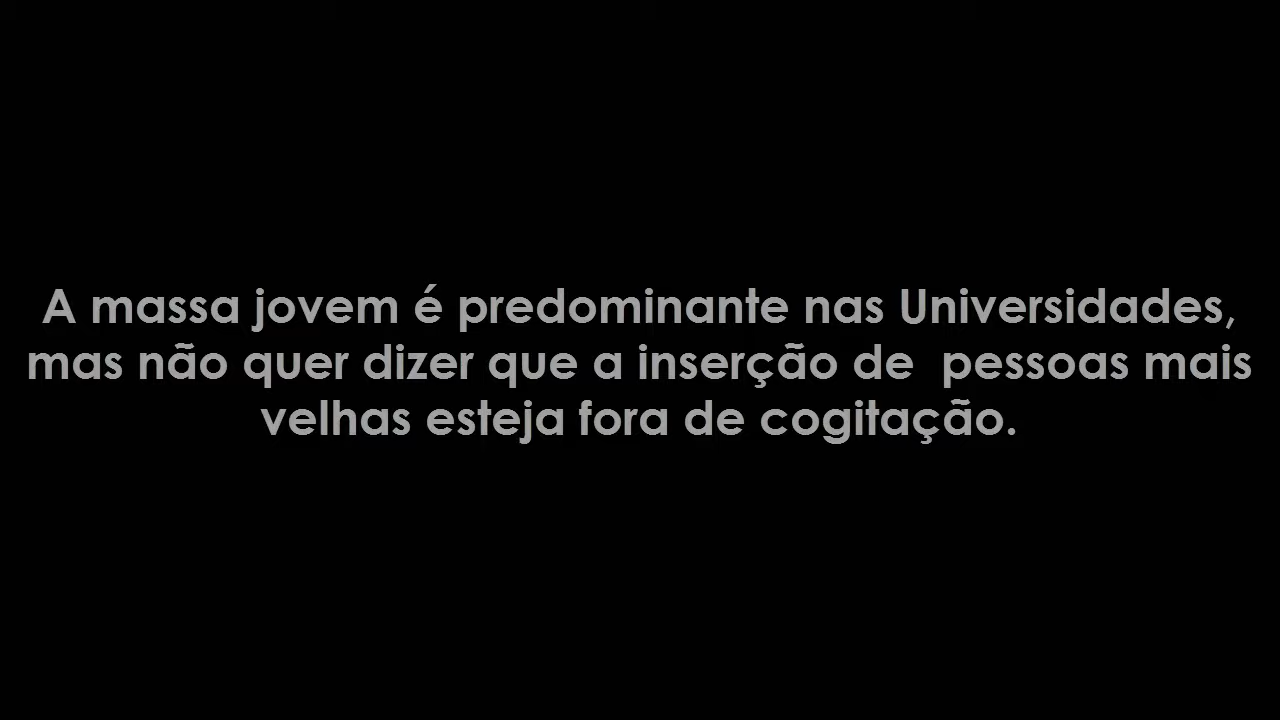 A massa jovem é predominante nas Universidades,
mas não quer dizer que a inserção de  pessoas mais
velhas esteja fora de cogitação.